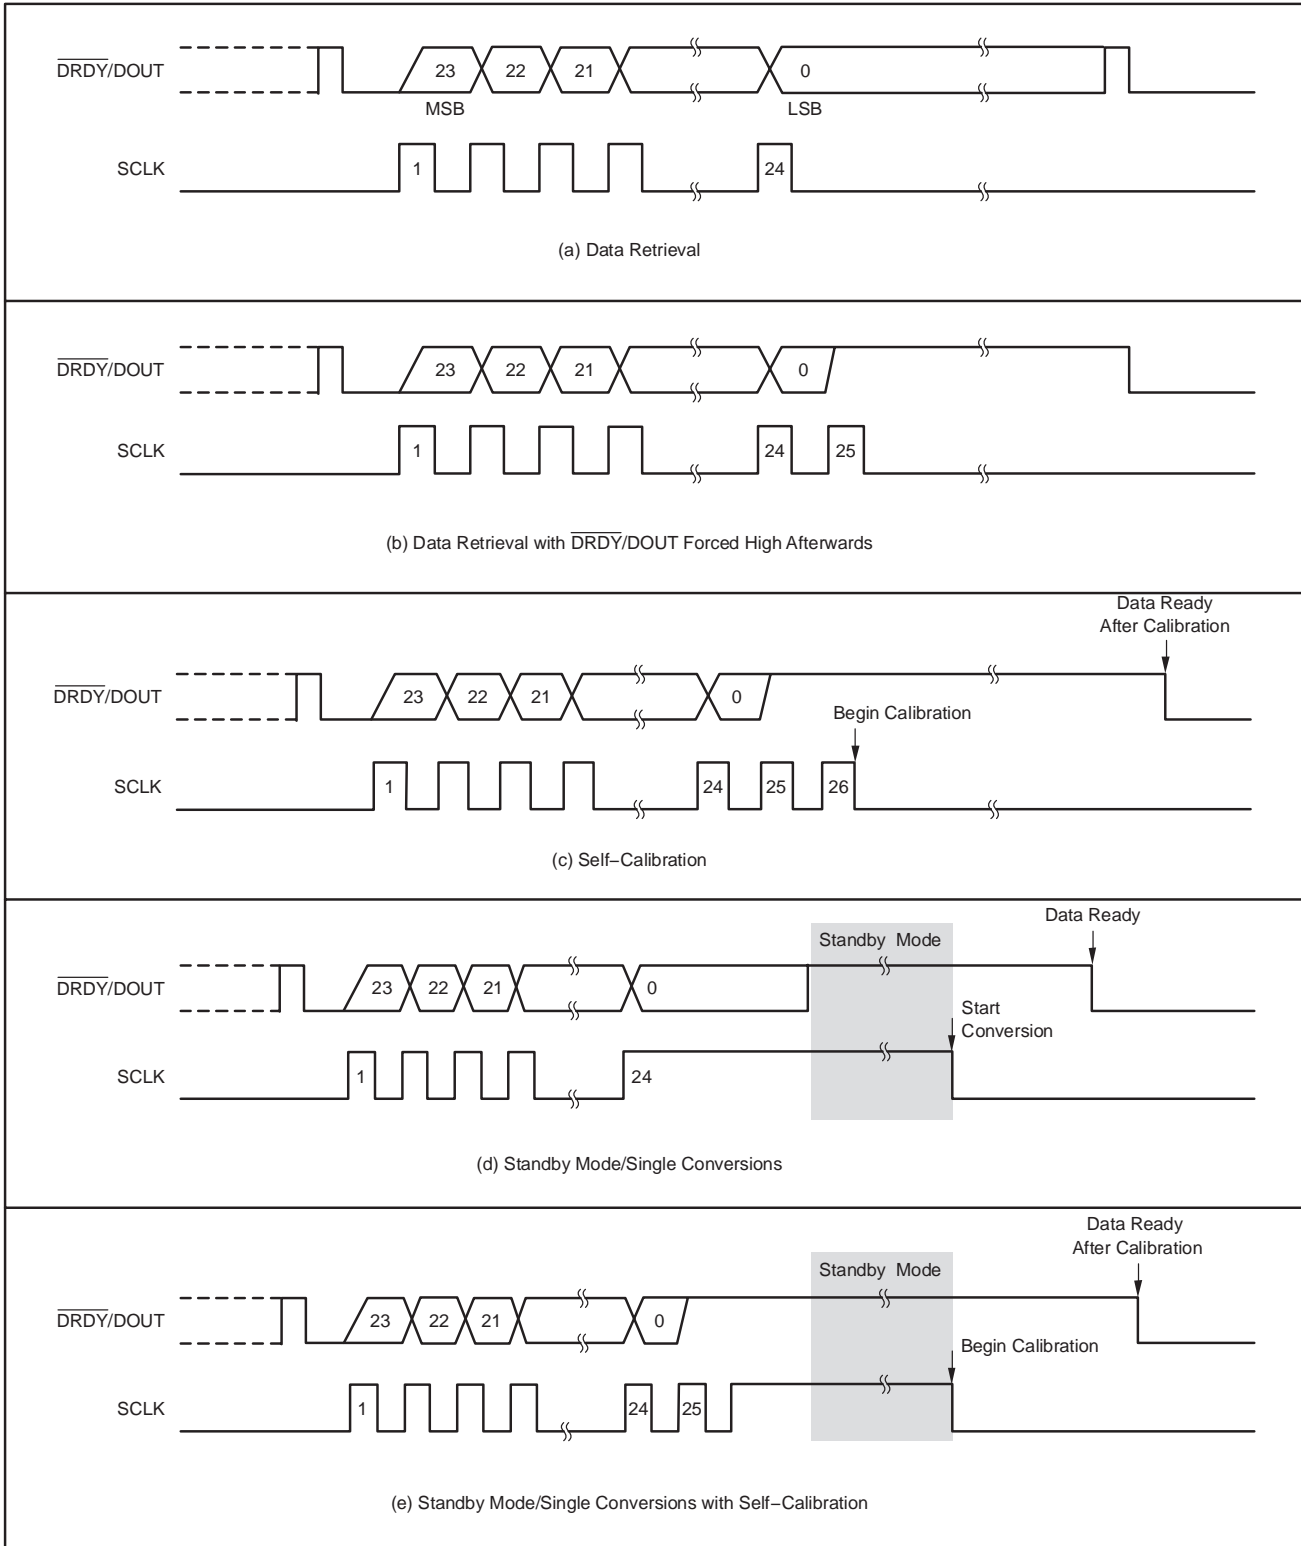 DRDY/DOUT
23 22 21 0
MSB LSB
SCLK
1 24
(a) Data Retrieval
DRDY/DOUT
23 22 21 0
SCLK
1 24 25
(b) Data Retrieval with DRDY/DOUT Forced High Afterwards
Data Ready
After Calibration
DRDY/DOUT
23 22 21 0
Begin Calibration
SCLK
1 24 25 26
(c) Self−Calibration
Data Ready
Standby Mode
DRDY/DOUT
23 22 21 0
Start
Conversion
SCLK
1 24
(d) Standby Mode/Single Conversions
Data Ready
After Calibration
Standby Mode
DRDY/DOUT
23 22 21 0
Begin Calibration
SCLK
1 24 25
(e) Standby Mode/Single Conversions with Self−Calibration